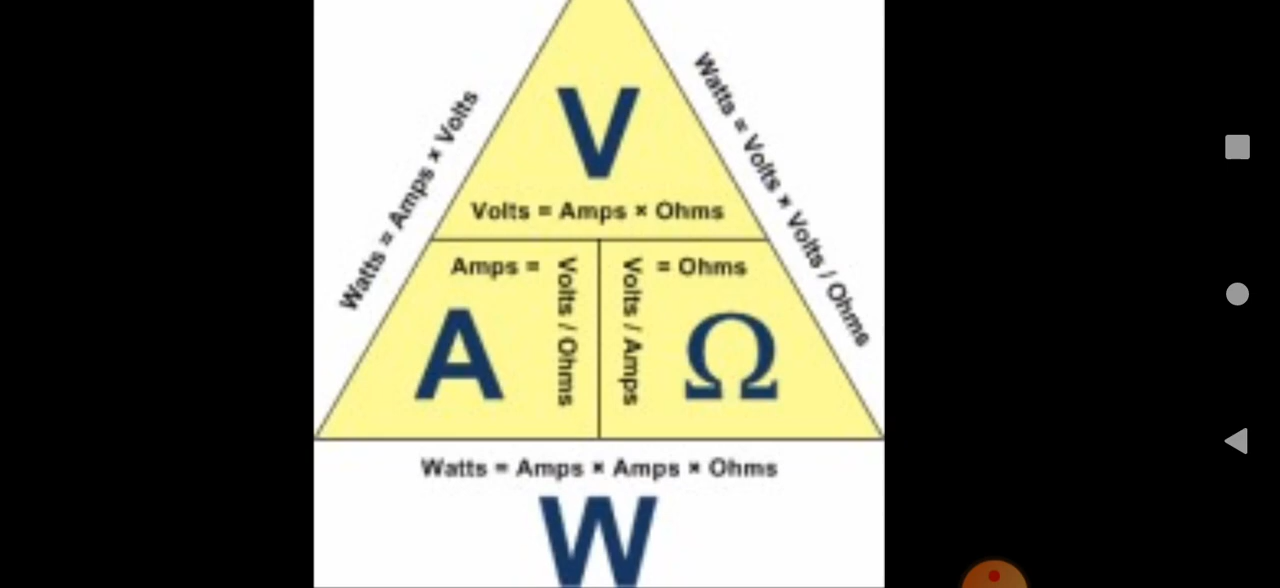 V
Watts = Amps × Volts
Watts = Volts × Volts / Ohms
Volts = Amps × Ohms
Amps =
Volts / Ohms
Volts / Amps
= Ohms
A
Ω
Watts = Amps × Amps × Ohms
W